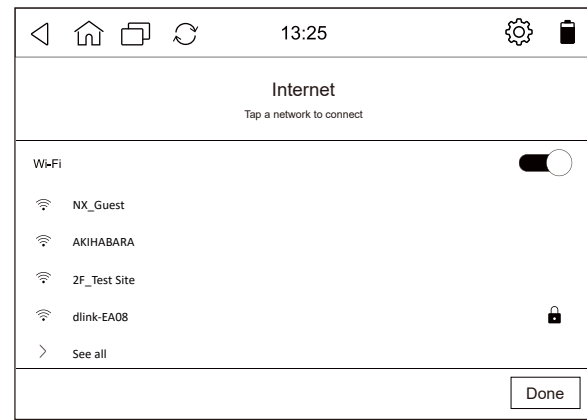 13:25
Internet
Tap a network to connect
Wi-Fi
NX_Guest
AKIHABARA
2F_Test Site
dlink-EA08
See all
Done